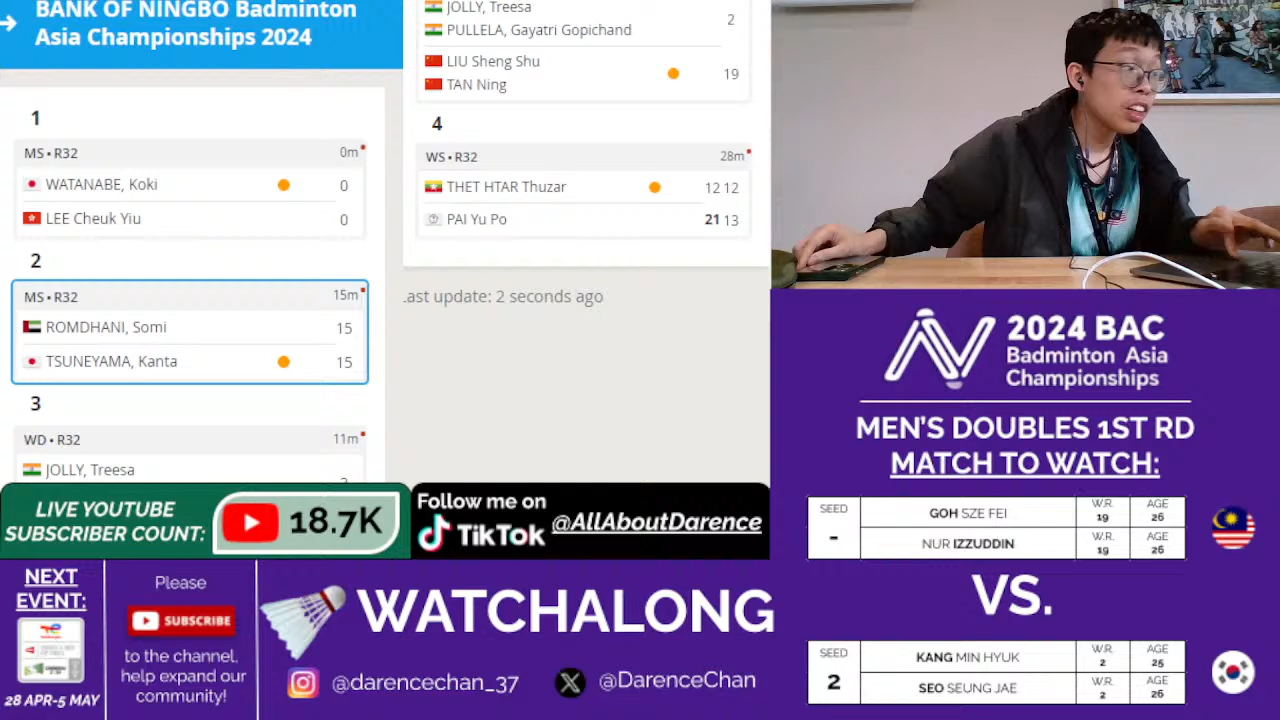 BANK OF NINGBO Badminton
Asia Championships 2024
1
MS • R32 0m
WATANABE, Koki 0
LEE Cheuk Yiu 0
2
MS • R32 15m
ROMDHANI, Somi 15
TSUNEYAMA, Kanta 15
3
WD • R32 11m
JOLLY, Treesa
JOLLY, Treesa
PULLELA, Gayatri Gopichand 2
LIU Sheng Shu
TAN Ning 19
4
WS • R32 28m
THET HTAR Thuzar 12 12
PAI Yu Po 21 13
ast update: 2 seconds ago
LIVE YOUTUBE
SUBSCRIBER COUNT:
18.7K
Follow me on
TikTok
@AllAboutDarence
NEXT
EVENT:
28 APR-5 MAY
Please
SUBSCRIBE
to the channel,
help expand our
community!
WATCHALONG
@darencechan_37
@DarenceChan
2024 BAC
Badminton Asia
Championships
MEN'S DOUBLES 1ST RD
MATCH TO WATCH:
SEED
-
GOH SZE FEI W.R. 19 AGE 26
NUR IZZUDDIN W.R. 19 AGE 26
VS.
SEED
2
KANG MIN HYUK W.R. 2 AGE 25
SEO SEUNG JAE W.R. 2 AGE 26